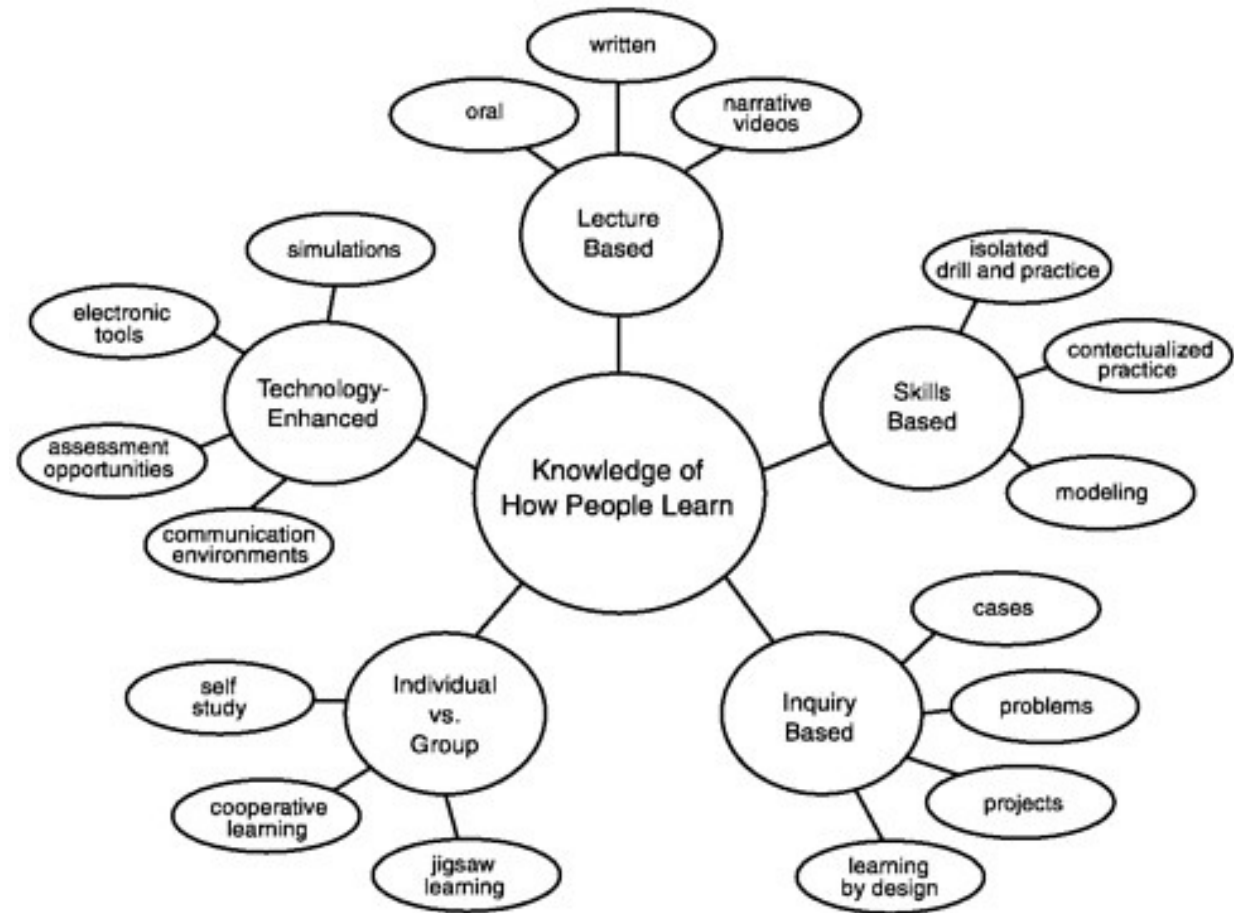 written
oral
narrative
videos
Lecture
Based
simulations
electronic
tools
assessment
opportunities
communication
environments
Technology-
Enhanced
isolated
drill and practice
contectualized
practice
modeling
Skills
Based
Knowledge of
How People Learn
self
study
cooperative
learning
jigsaw
learning
Individual
vs.
Group
cases
problems
projects
learning
by design
Inquiry
Based